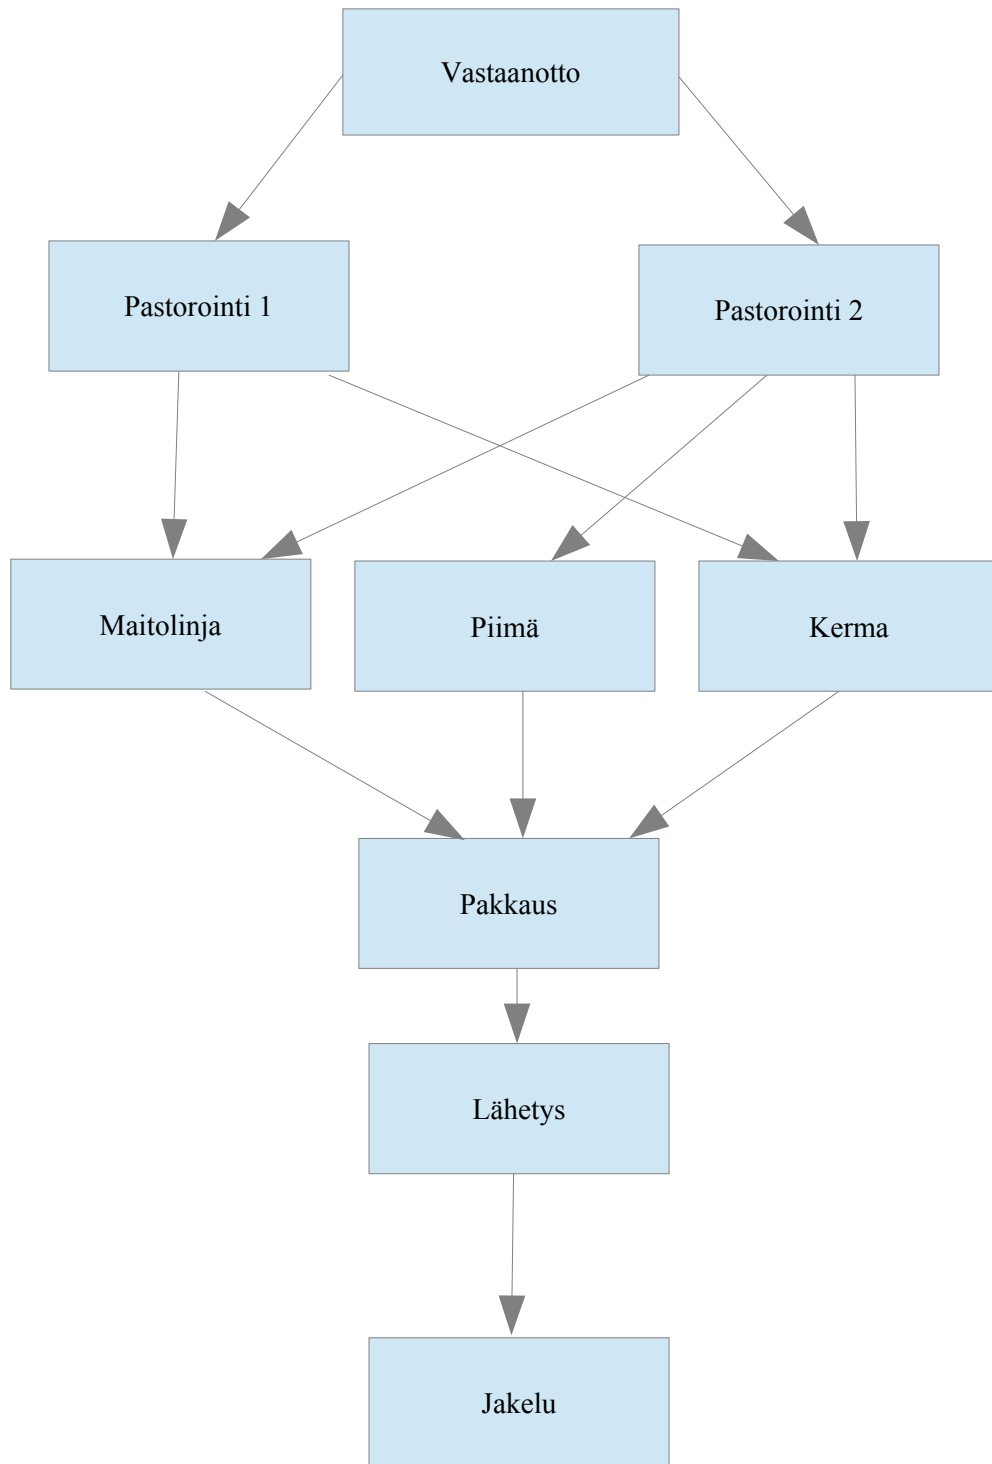 Vastaanotto
Pastorointi 1
Pastorointi 2
Maitolinja
Piimä
Kerma
Pakkaus
Lähetys
Jakelu